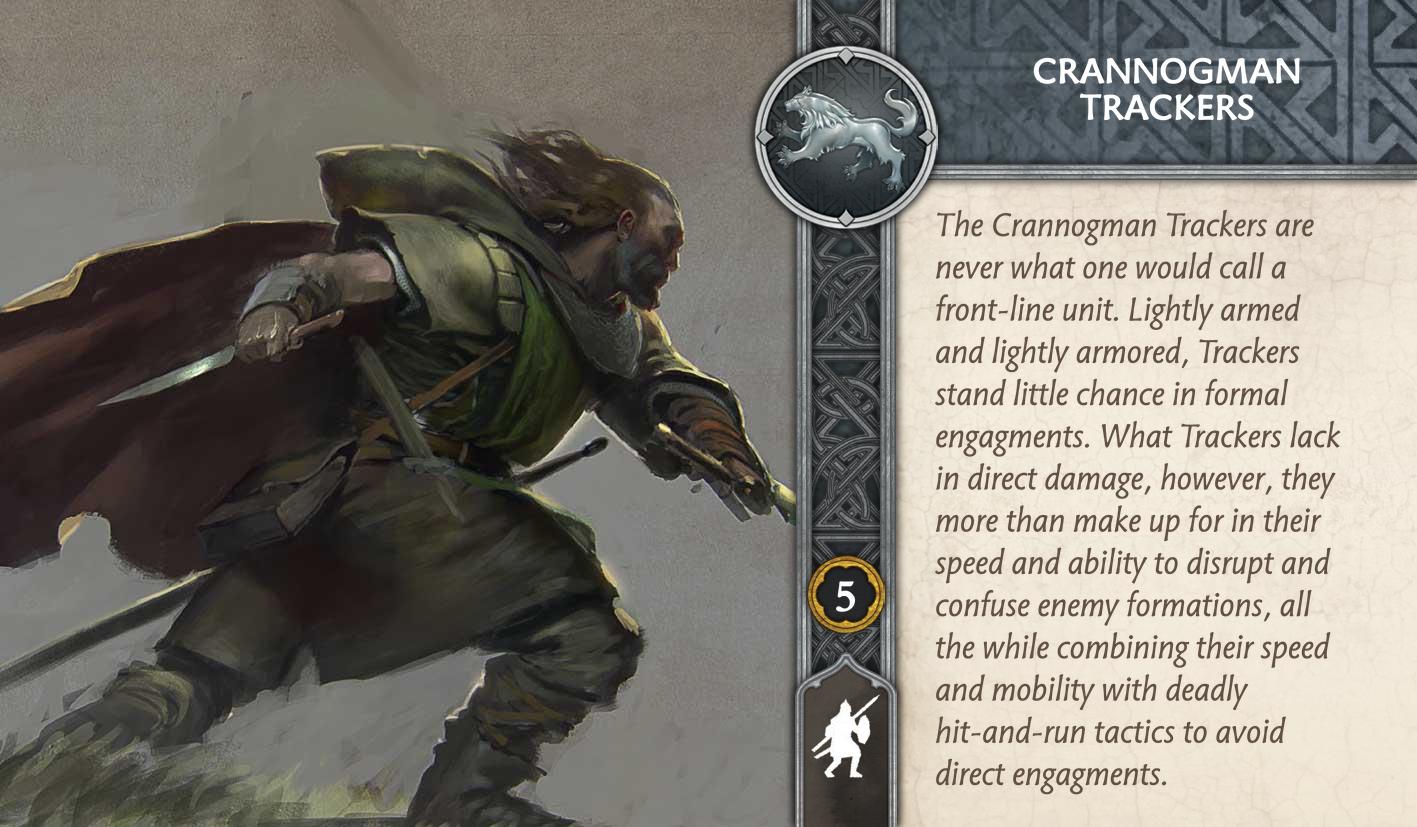 CRANNOGMAN
TRACKERS
The Crannogman Trackers are
never what one would call a
front-line unit. Lightly armed
and lightly armored, Trackers
stand little chance in formal
engagments. What Trackers lack
in direct damage, however, they
more than make up for in their
speed and ability to disrupt and
confuse enemy formations, all
the while combining their speed
and mobility with deadly
hit-and-run tactics to avoid
direct engagments.
5